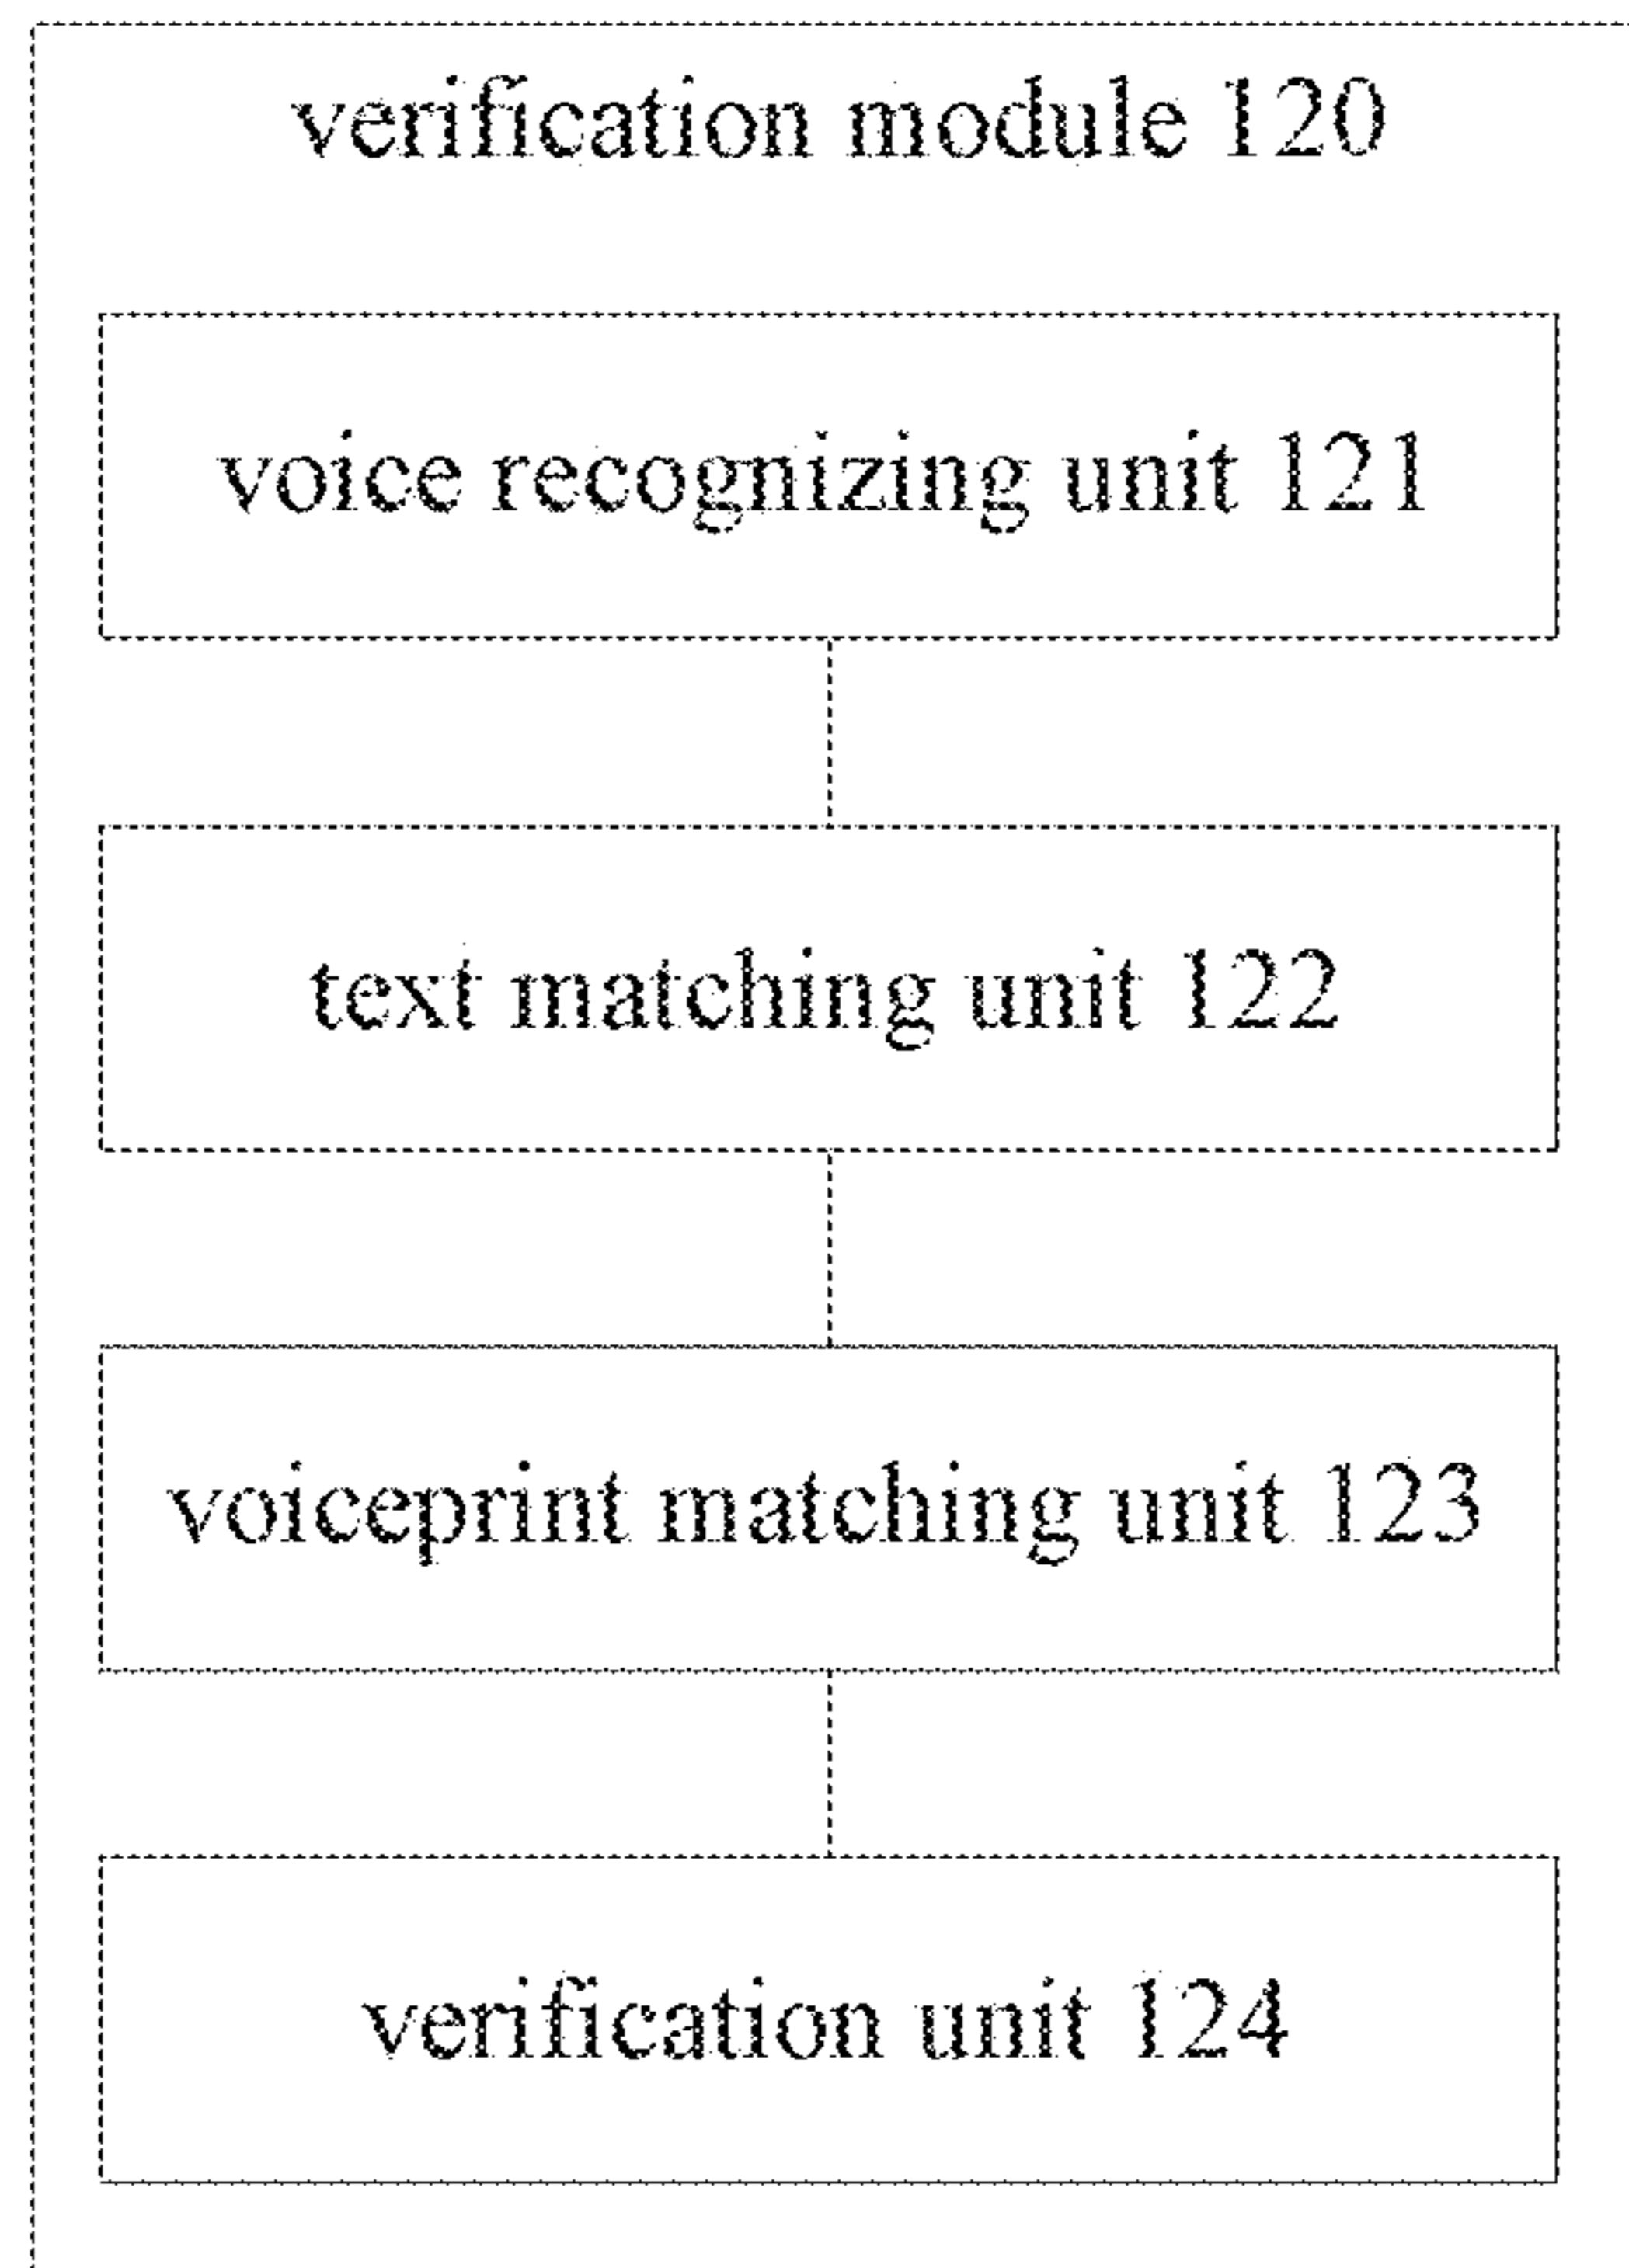 verification module 120
voice recognizing unit 121
text matching unit 122
voiceprint matching unit 123
verification unit 124